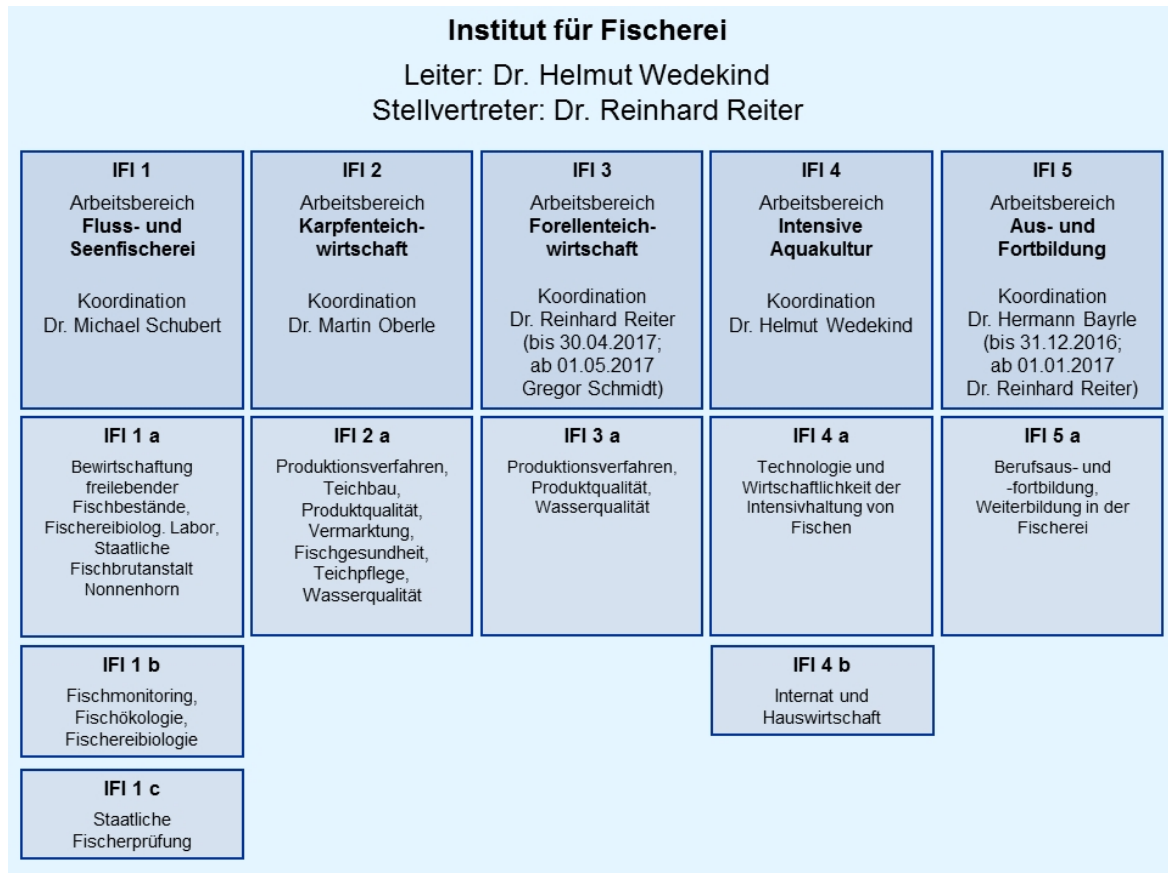 Institut für Fischerei
Leiter: Dr. Helmut Wedekind
Stellvertreter: Dr. Reinhard Reiter
IFI 1
Arbeitsbereich
Fluss- und
Seenfischerei
Koordination
Dr. Michael Schubert
IFI 2
Arbeitsbereich
Karpfenteich-
wirtschaft
Koordination
Dr. Martin Oberle
IFI 3
Arbeitsbereich
Forellenteich-
wirtschaft
Koordination
Dr. Reinhard Reiter
(bis 30.04.2017;
ab 01.05.2017
Gregor Schmidt)
IFI 4
Arbeitsbereich
Intensive
Aquakultur
Koordination
Dr. Helmut Wedekind
IFI 5
Arbeitsbereich
Aus- und
Fortbildung
Koordination
Dr. Hermann Bayrle
(bis 31.12.2016;
ab 01.01.2017
Dr. Reinhard Reiter)
IFI 1 a
Bewirtschaftung
freilebender
Fischbestände,
Fischereibiolog. Labor,
Staatliche
Fischbrutanstalt
Nonnenhorn
IFI 2 a
Produktionsverfahren,
Teichbau,
Produktqualität,
Vermarktung,
Fischgesundheit,
Teichpflege,
Wasserqualität
IFI 3 a
Produktionsverfahren,
Produktqualität,
Wasserqualität
IFI 4 a
Technologie und
Wirtschaftlichkeit der
Intensivhaltung von
Fischen
IFI 5 a
Berufsaus- und
-fortbildung,
Weiterbildung in der
Fischerei
IFI 1 b
Fischmonitoring,
Fischökologie,
Fischereibiologie
IFI 4 b
Internat und
Hauswirtschaft
IFI 1 c
Staatliche
Fischerprüfung